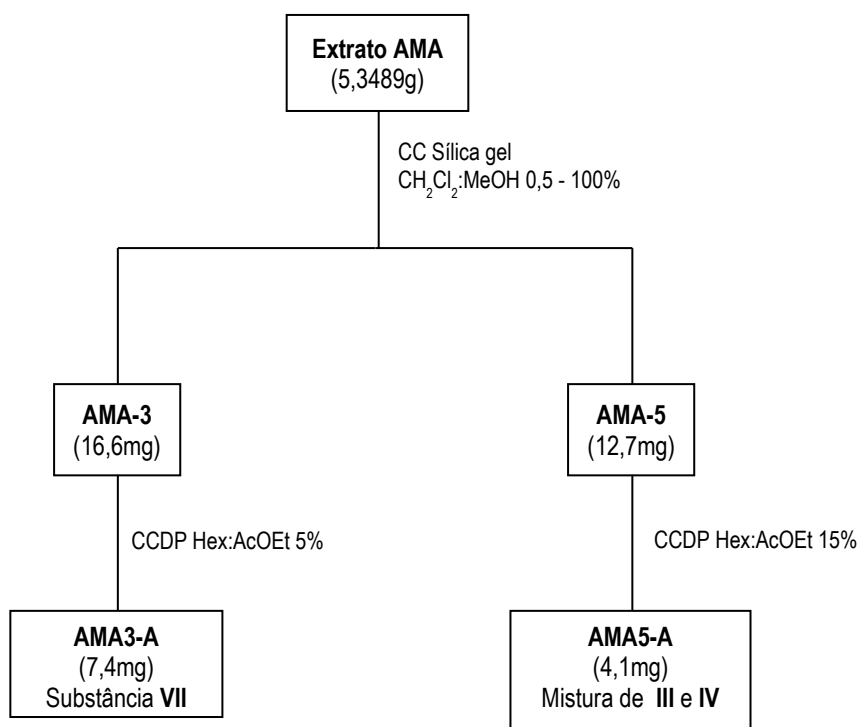 Extrato AMA
(5,3489g)
CC Sílica gel
CH₂Cl₂:MeOH 0,5 - 100%
AMA-3
(16,6mg)
AMA-5
(12,7mg)
CCDP Hex:AcOEt 5%
CCDP Hex:AcOEt 15%
AMA3-A
(7,4mg)
Substância VII
AMA5-A
(4,1mg)
Mistura de III e IV